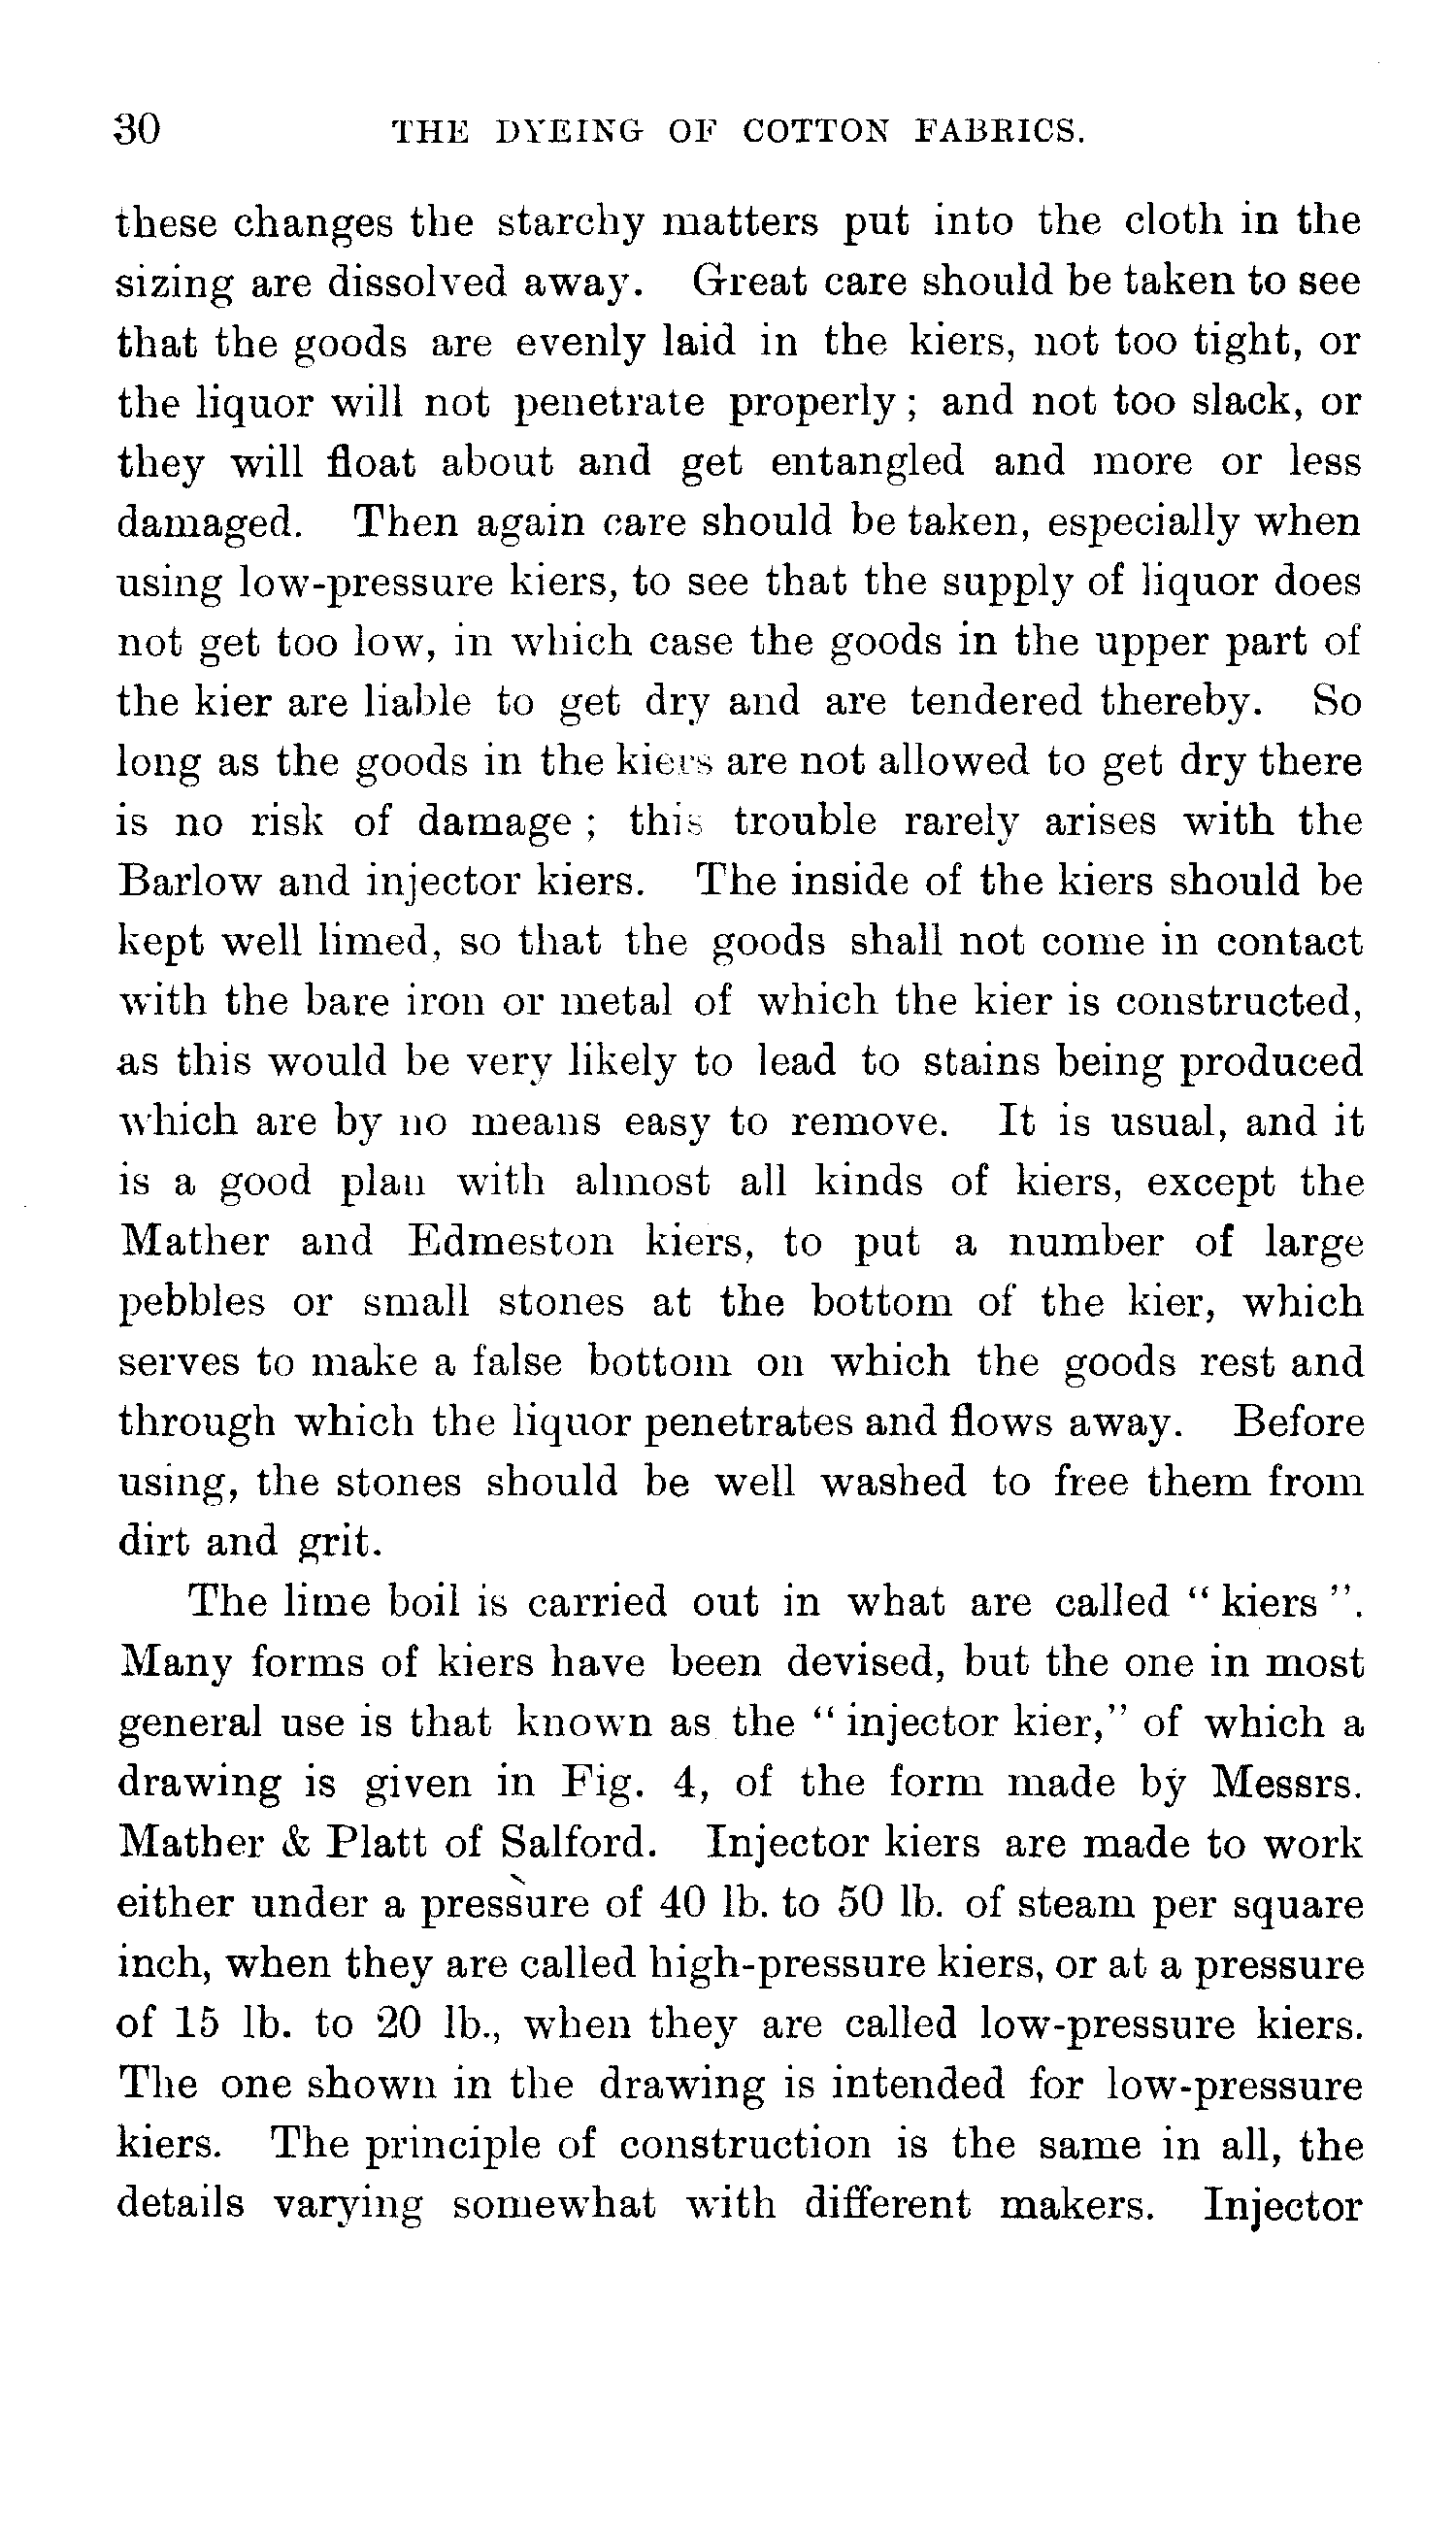 30 THE DYEING OF COTTON FABRICS.
these changes the starchy matters put into the cloth in the
sizing are dissolved away. Great care should be taken to see
that the goods are evenly laid in the kiers, not too tight, or
the liquor will not penetrate properly; and not too slack, or
they will float about and get entangled and more or less
damaged. Then again care should be taken, especially when
using low-pressure kiers, to see that the supply of liquor does
not get too low, in which case the goods in the upper part of
the kier are liable to get dry and are tendered thereby. So
long as the goods in the kiers are not allowed to get dry there
is no risk of damage; this trouble rarely arises with the
Barlow and injector kiers. The inside of the kiers should be
kept well limed, so that the goods shall not come in contact
with the bare iron or metal of which the kier is constructed,
as this would be very likely to lead to stains being produced
which are by no means easy to remove. It is usual, and it
is a good plan with almost all kinds of kiers, except the
Mather and Edmeston kiers, to put a number of large
pebbles or small stones at the bottom of the kier, which
serves to make a false bottom on which the goods rest and
through which the liquor penetrates and flows away. Before
using, the stones should be well washed to free them from
dirt and grit.
The lime boil is carried out in what are called "kiers".
Many forms of kiers have been devised, but the one in most
general use is that known as the "injector kier," of which a
drawing is given in Fig. 4, of the form made by Messrs.
Mather & Platt of Salford. Injector kiers are made to work
either under a pressure of 40 lb. to 50 lb. of steam per square
inch, when they are called high-pressure kiers, or at a pressure
of 15 lb. to 20 lb., when they are called low-pressure kiers.
The one shown in the drawing is intended for low-pressure
kiers. The principle of construction is the same in all, the
details varying somewhat with different makers. Injector